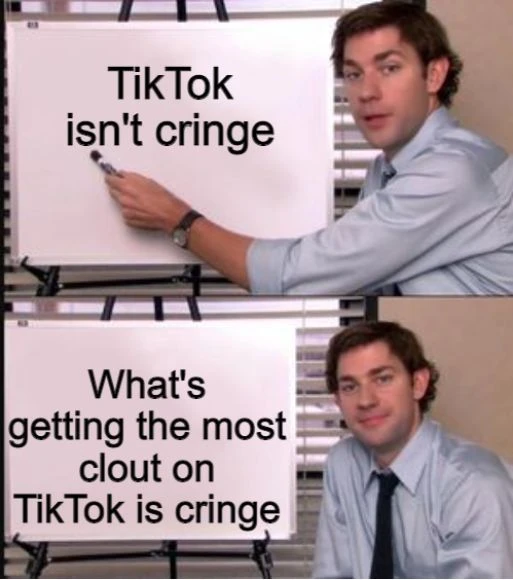 TikTok
isn't cringe
What's
getting the most
clout on
TikTok is cringe